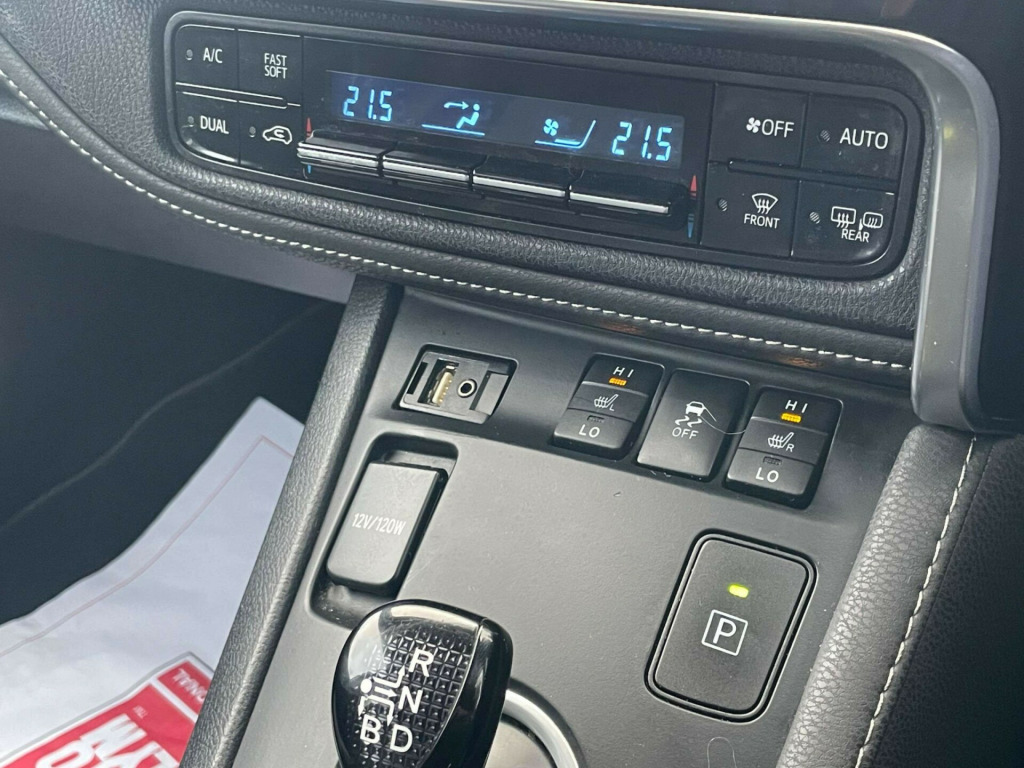 A/C
FAST
SOFT
DUAL
21.5
21.5
OFF
AUTO
FRONT
REAR
HI
L
LO
OFF
HI
R
LO
12V/120W
P
R
N
B D